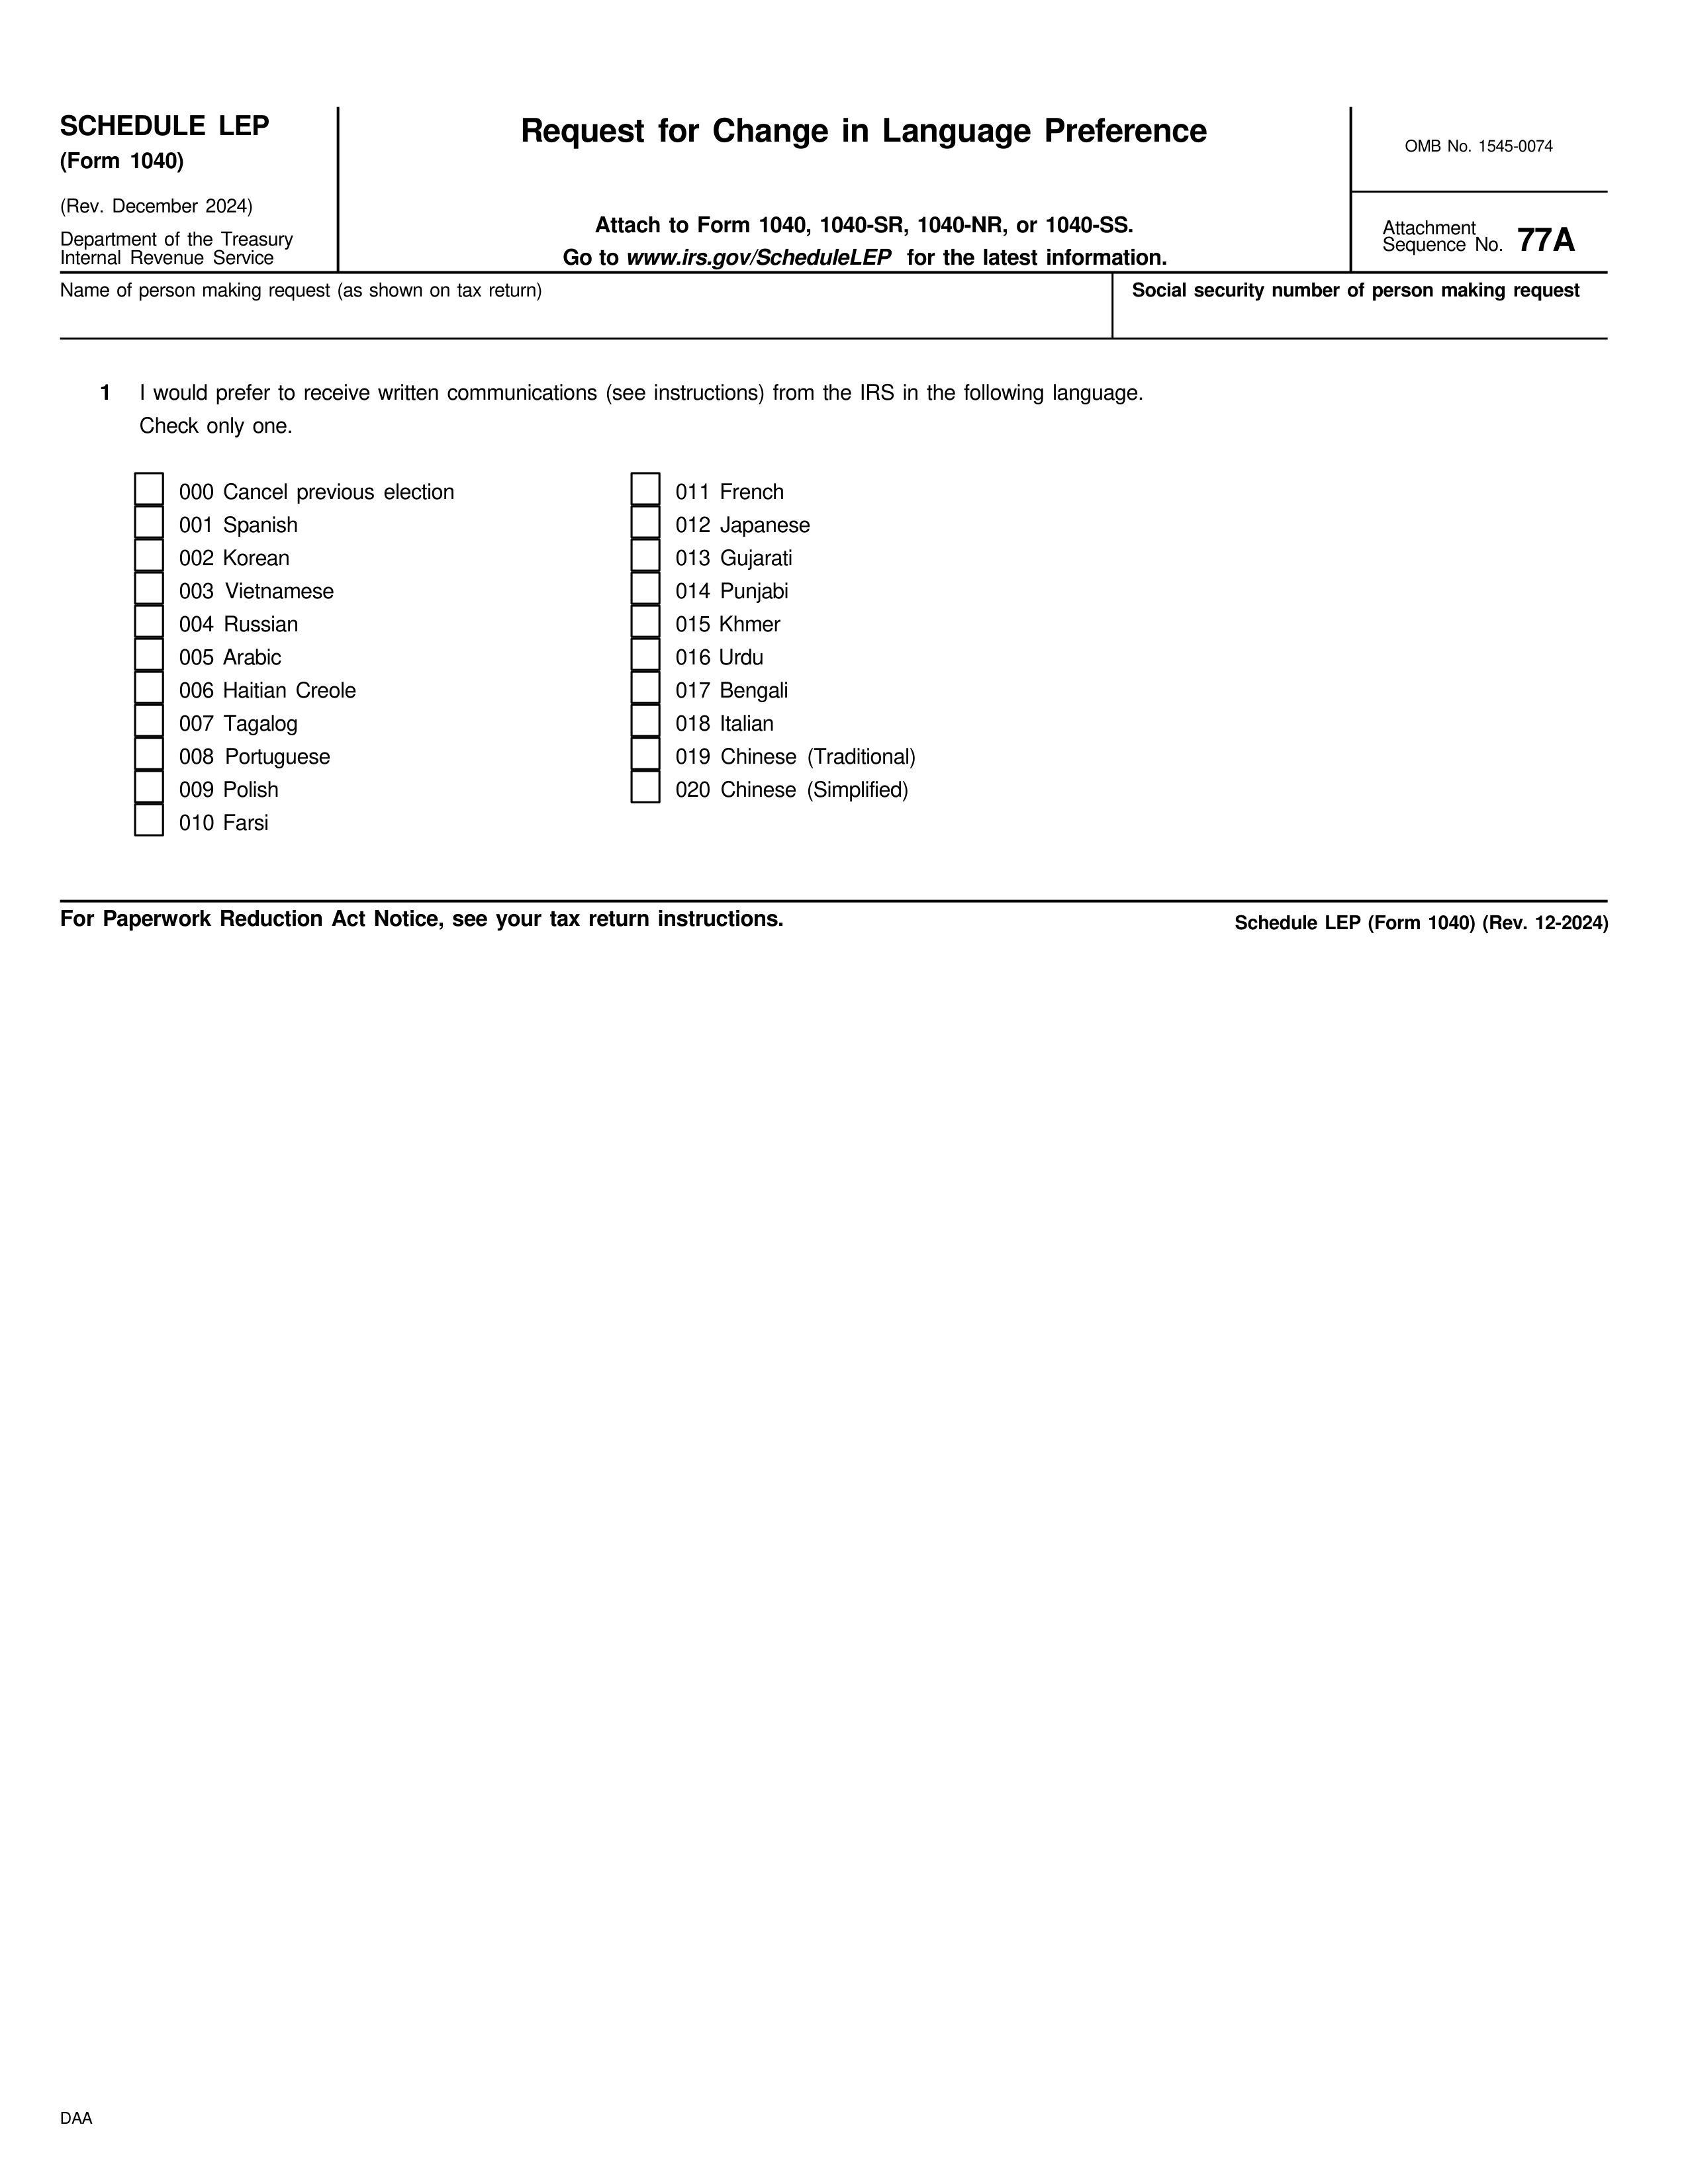 SCHEDULE LEP
(Form 1040)
(Rev. December 2024)
Department of the Treasury
Internal Revenue Service
Request for Change in Language Preference
Attach to Form 1040, 1040-SR, 1040-NR, or 1040-SS.
Go to www.irs.gov/ScheduleLEP for the latest information.
OMB No. 1545-0074
Attachment
Sequence No. 77A
Name of person making request (as shown on tax return)
Social security number of person making request
1 I would prefer to receive written communications (see instructions) from the IRS in the following language.
Check only one.
000 Cancel previous election
001 Spanish
002 Korean
003 Vietnamese
004 Russian
005 Arabic
006 Haitian Creole
007 Tagalog
008 Portuguese
009 Polish
010 Farsi
011 French
012 Japanese
013 Gujarati
014 Punjabi
015 Khmer
016 Urdu
017 Bengali
018 Italian
019 Chinese (Traditional)
020 Chinese (Simplified)
For Paperwork Reduction Act Notice, see your tax return instructions.
Schedule LEP (Form 1040) (Rev. 12-2024)
DAA